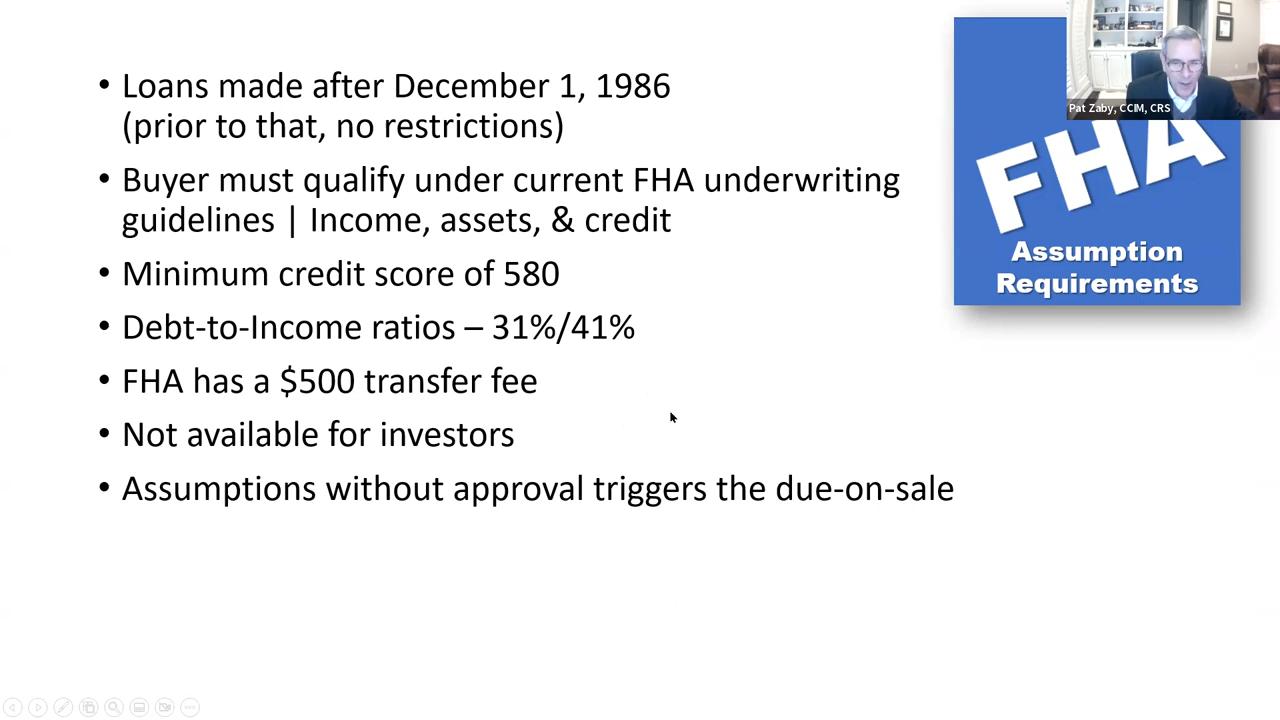 • Loans made after December 1, 1986
(prior to that, no restrictions)
• Buyer must qualify under current FHA underwriting
guidelines | Income, assets, & credit
• Minimum credit score of 580
• Debt-to-Income ratios – 31%/41%
• FHA has a $500 transfer fee
• Not available for investors
• Assumptions without approval triggers the due-on-sale
Pat Zaby, CCIM, CRS
FHA
Assumption
Requirements